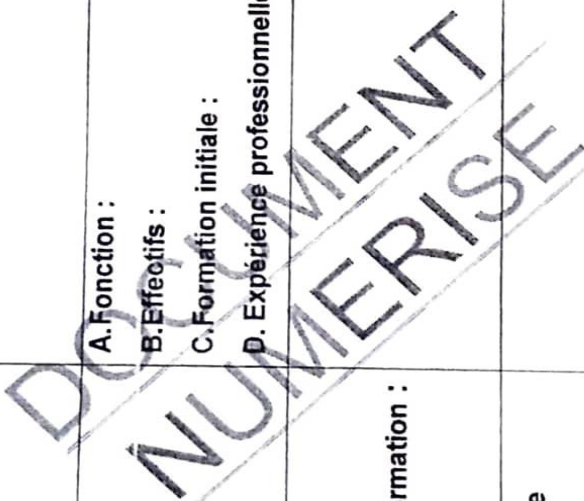 A.Fonction :
B.Effectifs :
C.Formation initiale :
D. Expérience professionnelle
rmation :
e
DOCUMENT
NUMERISE